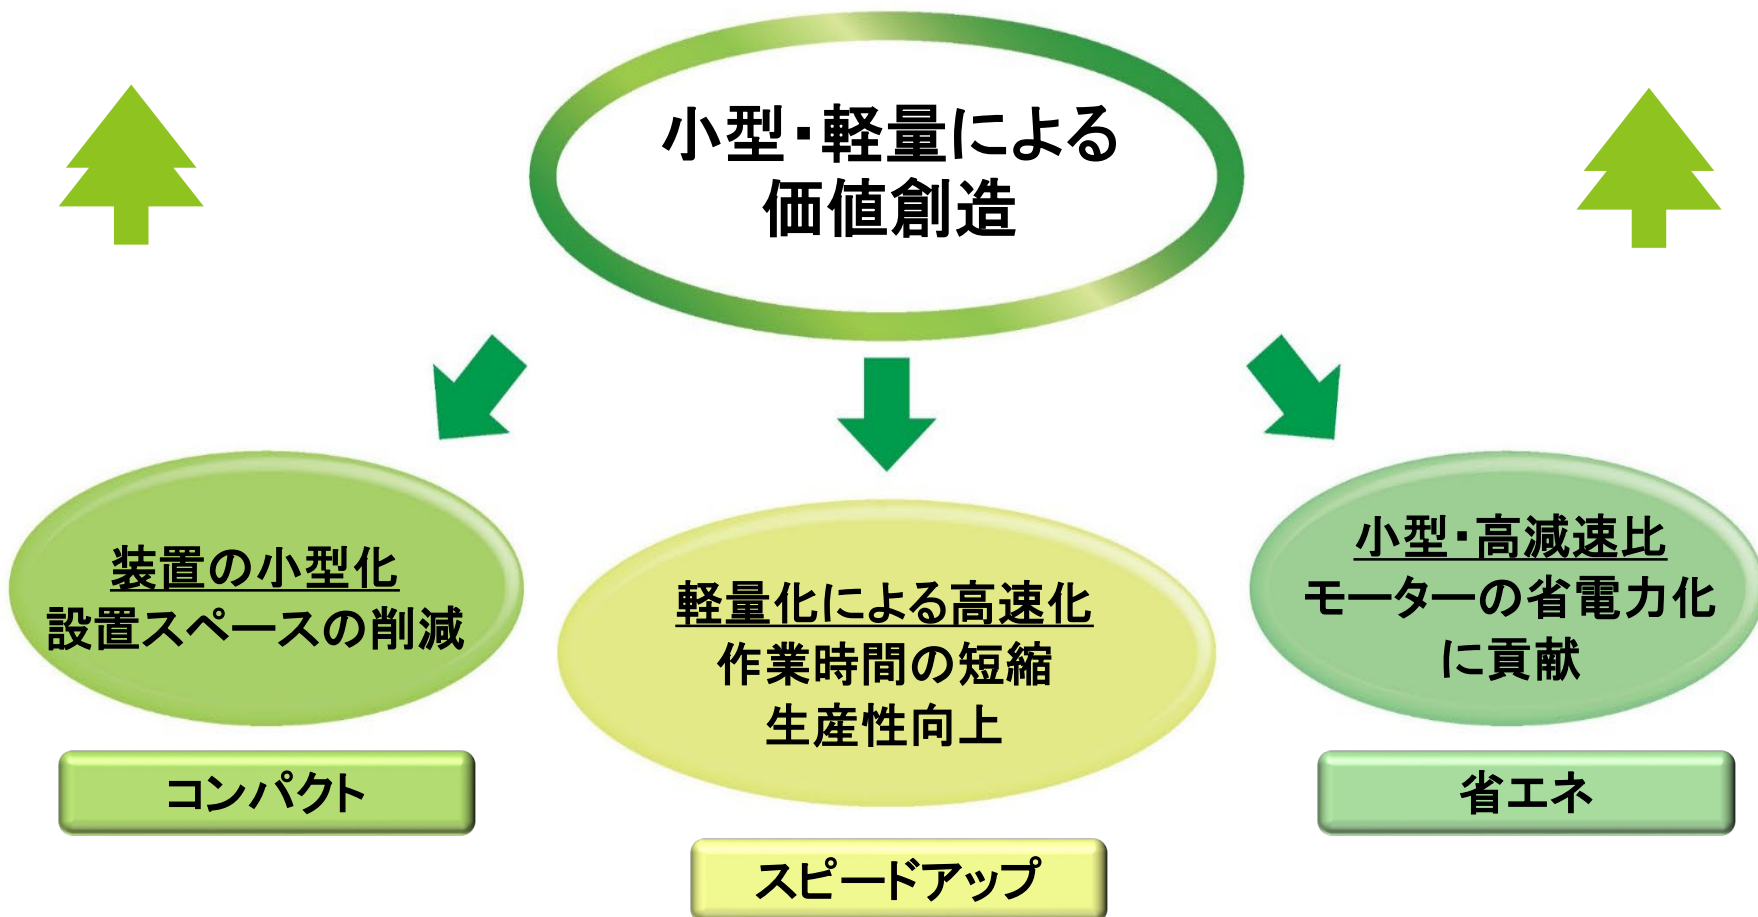 小型・軽量による
価値創造
装置の小型化
設置スペースの削減
コンパクト
軽量化による高速化
作業時間の短縮
生産性向上
スピードアップ
小型・高減速比
モーターの省電力化
に貢献
省エネ